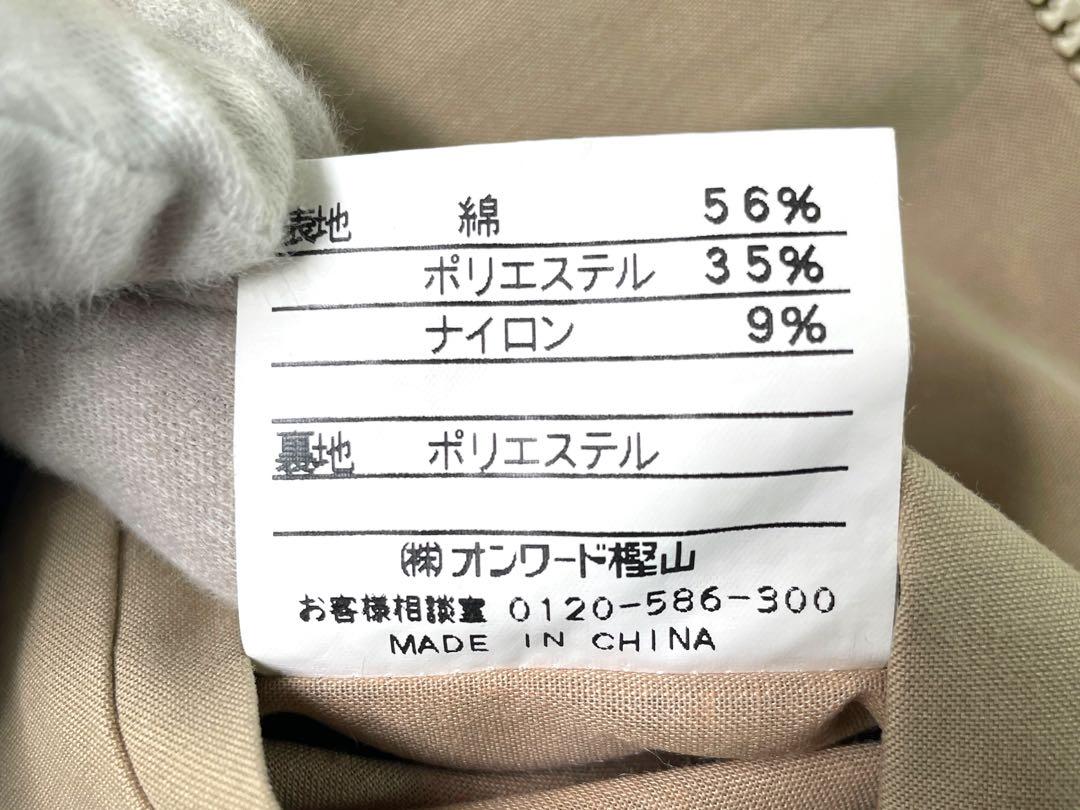 表地 綿 56%
ポリエステル 35%
ナイロン 9%
裏地 ポリエステル
㈱オンワード樫山
お客様相談室 0120-586-300
MADE IN CHINA